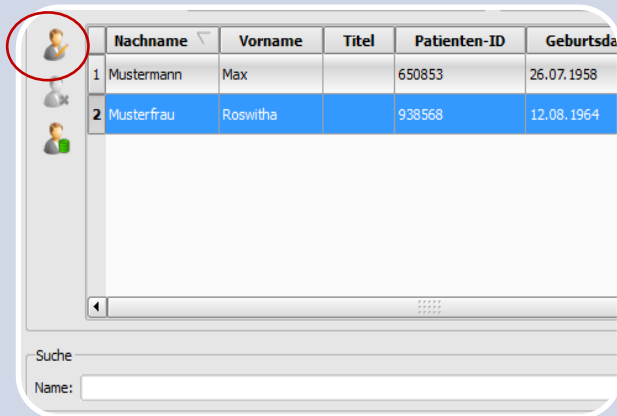 Nachname Vorname Titel Patienten-ID Geburtsda
1 Mustermann Max 650853 26.07.1958
2 Musterfrau Roswitha 938568 12.08.1964
Suche
Name: